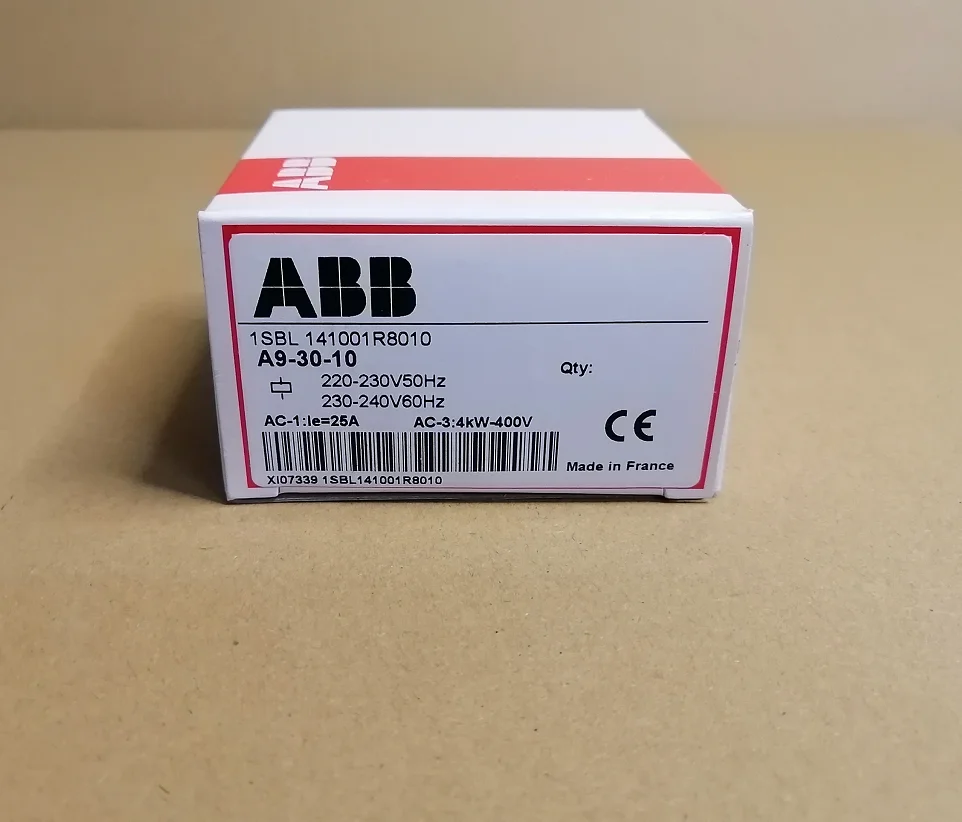 ABB
ABB
1SBL 141001R8010
A9-30-10
Qty:
220-230V50Hz
230-240V60Hz
AC-1:Ie=25A AC-3:4kW-400V
CE
Made in France
XI07339 1SBL141001R8010